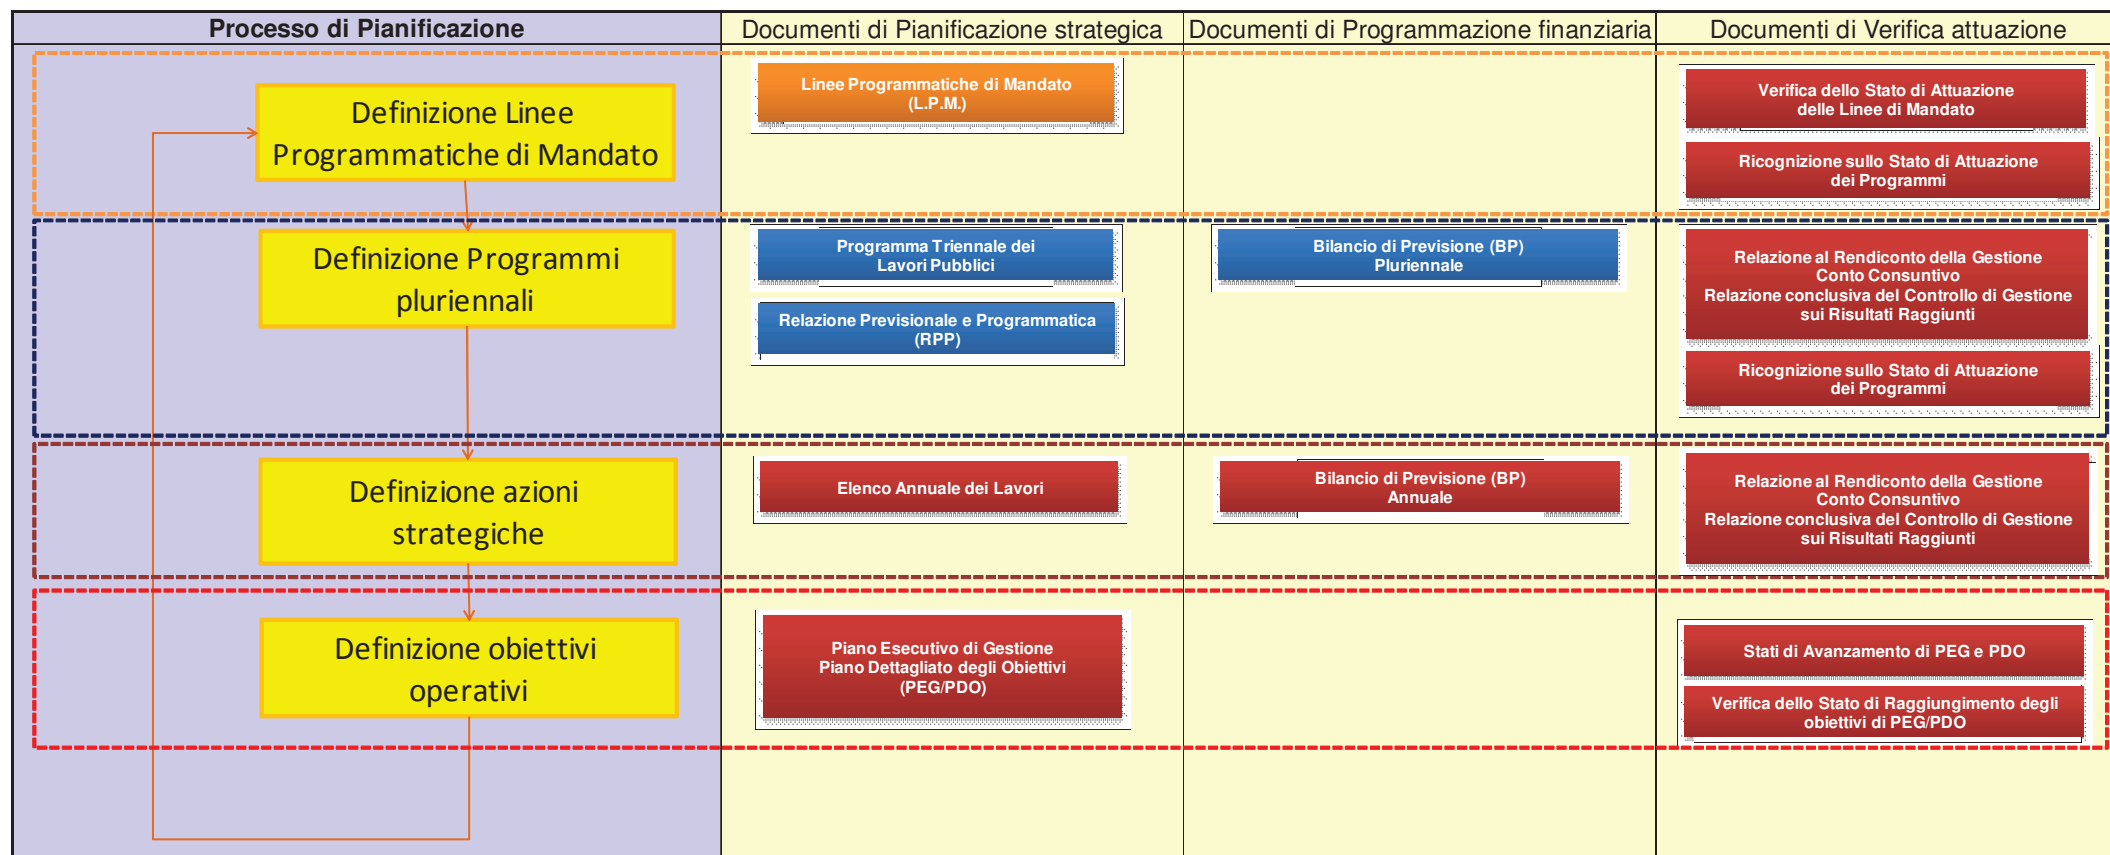 Processo di Pianificazione
Documenti di Pianificazione strategica
Documenti di Programmazione finanziaria
Documenti di Verifica attuazione
Definizione Linee
Programmatiche di Mandato
Linee Programmatiche di Mandato
(L.P.M.)
Verifica dello Stato di Attuazione
delle Linee di Mandato
Ricognizione sullo Stato di Attuazione
dei Programmi
Definizione Programmi
pluriennali
Programma Triennale dei
Lavori Pubblici
Relazione Previsionale e Programmatica
(RPP)
Bilancio di Previsione (BP)
Pluriennale
Relazione al Rendiconto della Gestione
Conto Consuntivo
Relazione conclusiva del Controllo di Gestione
sui Risultati Raggiunti
Ricognizione sullo Stato di Attuazione
dei Programmi
Definizione azioni
strategiche
Elenco Annuale dei Lavori
Bilancio di Previsione (BP)
Annuale
Relazione al Rendiconto della Gestione
Conto Consuntivo
Relazione conclusiva del Controllo di Gestione
sui Risultati Raggiunti
Definizione obiettivi
operativi
Piano Esecutivo di Gestione
Piano Dettagliato degli Obiettivi
(PEG/PDO)
Stati di Avanzamento di PEG e PDO
Verifica dello Stato di Raggiungimento degli
obiettivi di PEG/PDO